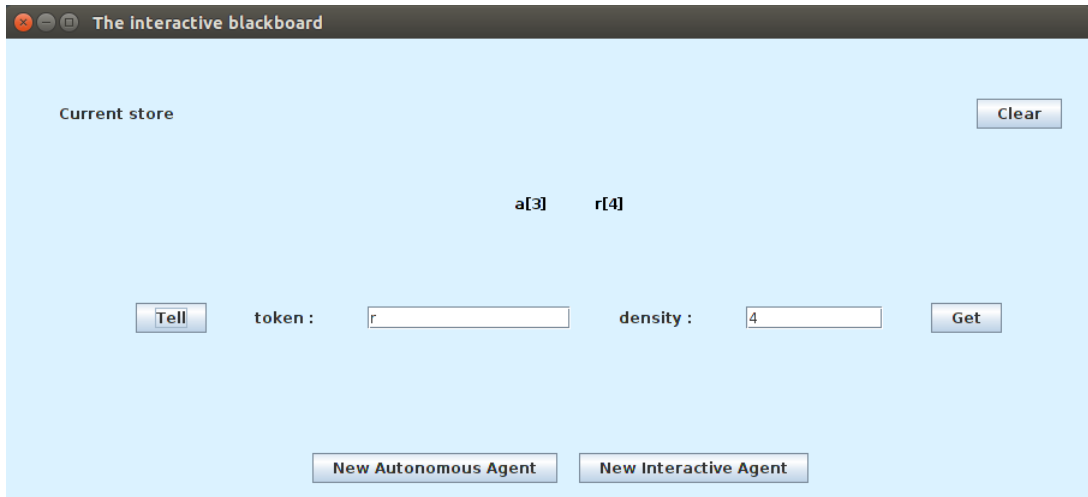 The interactive blackboard
Current store Clear
a[3] r[4]
Tell token : r density : 4 Get
New Autonomous Agent New Interactive Agent